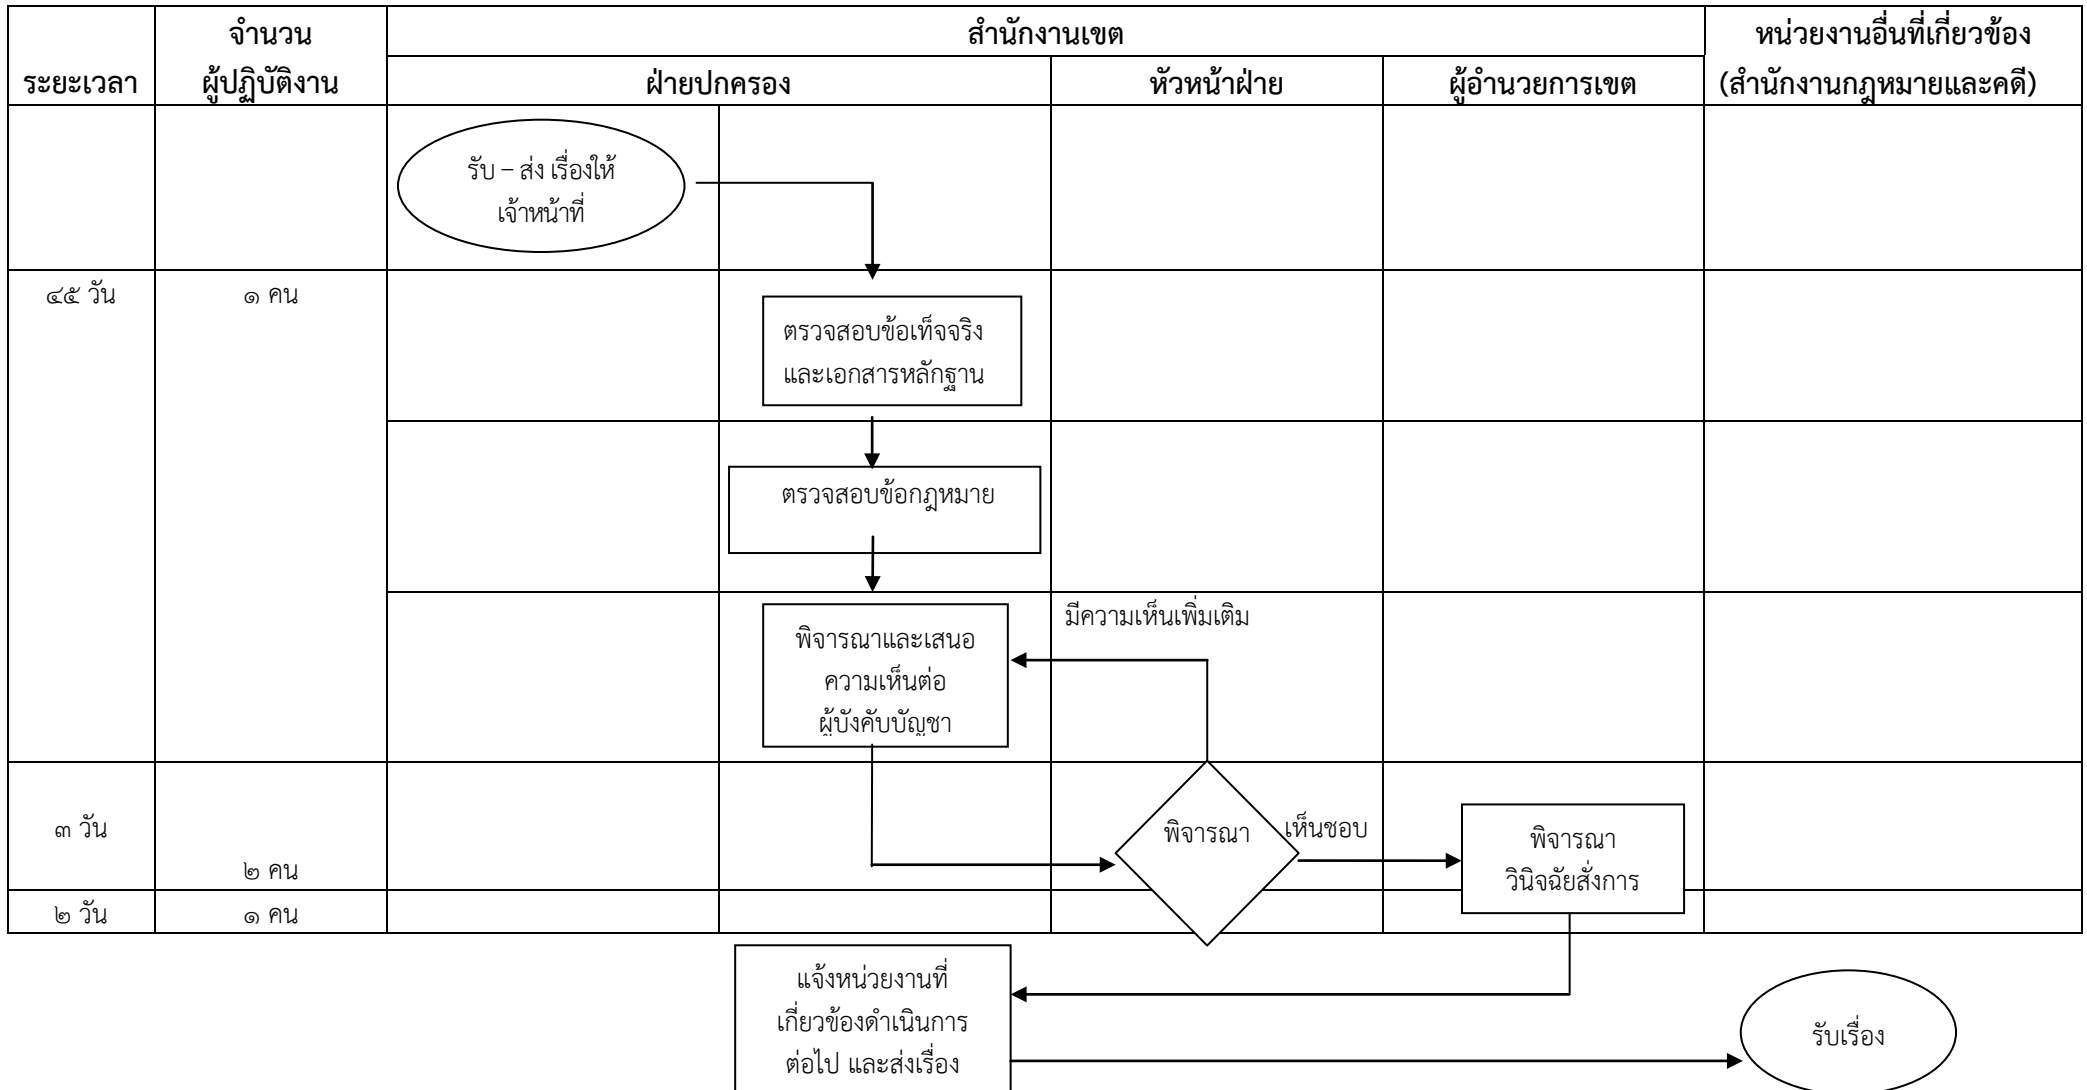 ระยะเวลา
จำนวน
ผู้ปฏิบัติงาน
สำนักงานเขต
หน่วยงานอื่นที่เกี่ยวข้อง
(สำนักงานกฎหมายและคดี)
ฝ่ายปกครอง
หัวหน้าฝ่าย
ผู้อำนวยการเขต
รับ – ส่ง เรื่องให้
เจ้าหน้าที่
๔๕ วัน
๑ คน
ตรวจสอบข้อเท็จจริง
และเอกสารหลักฐาน
ตรวจสอบข้อกฎหมาย
พิจารณาและเสนอ
ความเห็นต่อ
ผู้บังคับบัญชา
มีความเห็นเพิ่มเติม
๓ วัน
๒ คน
พิจารณา
เห็นชอบ
พิจารณา
วินิจฉัยสั่งการ
๒ วัน
๑ คน
แจ้งหน่วยงานที่
เกี่ยวข้องดำเนินการ
ต่อไป และส่งเรื่อง
รับเรื่อง